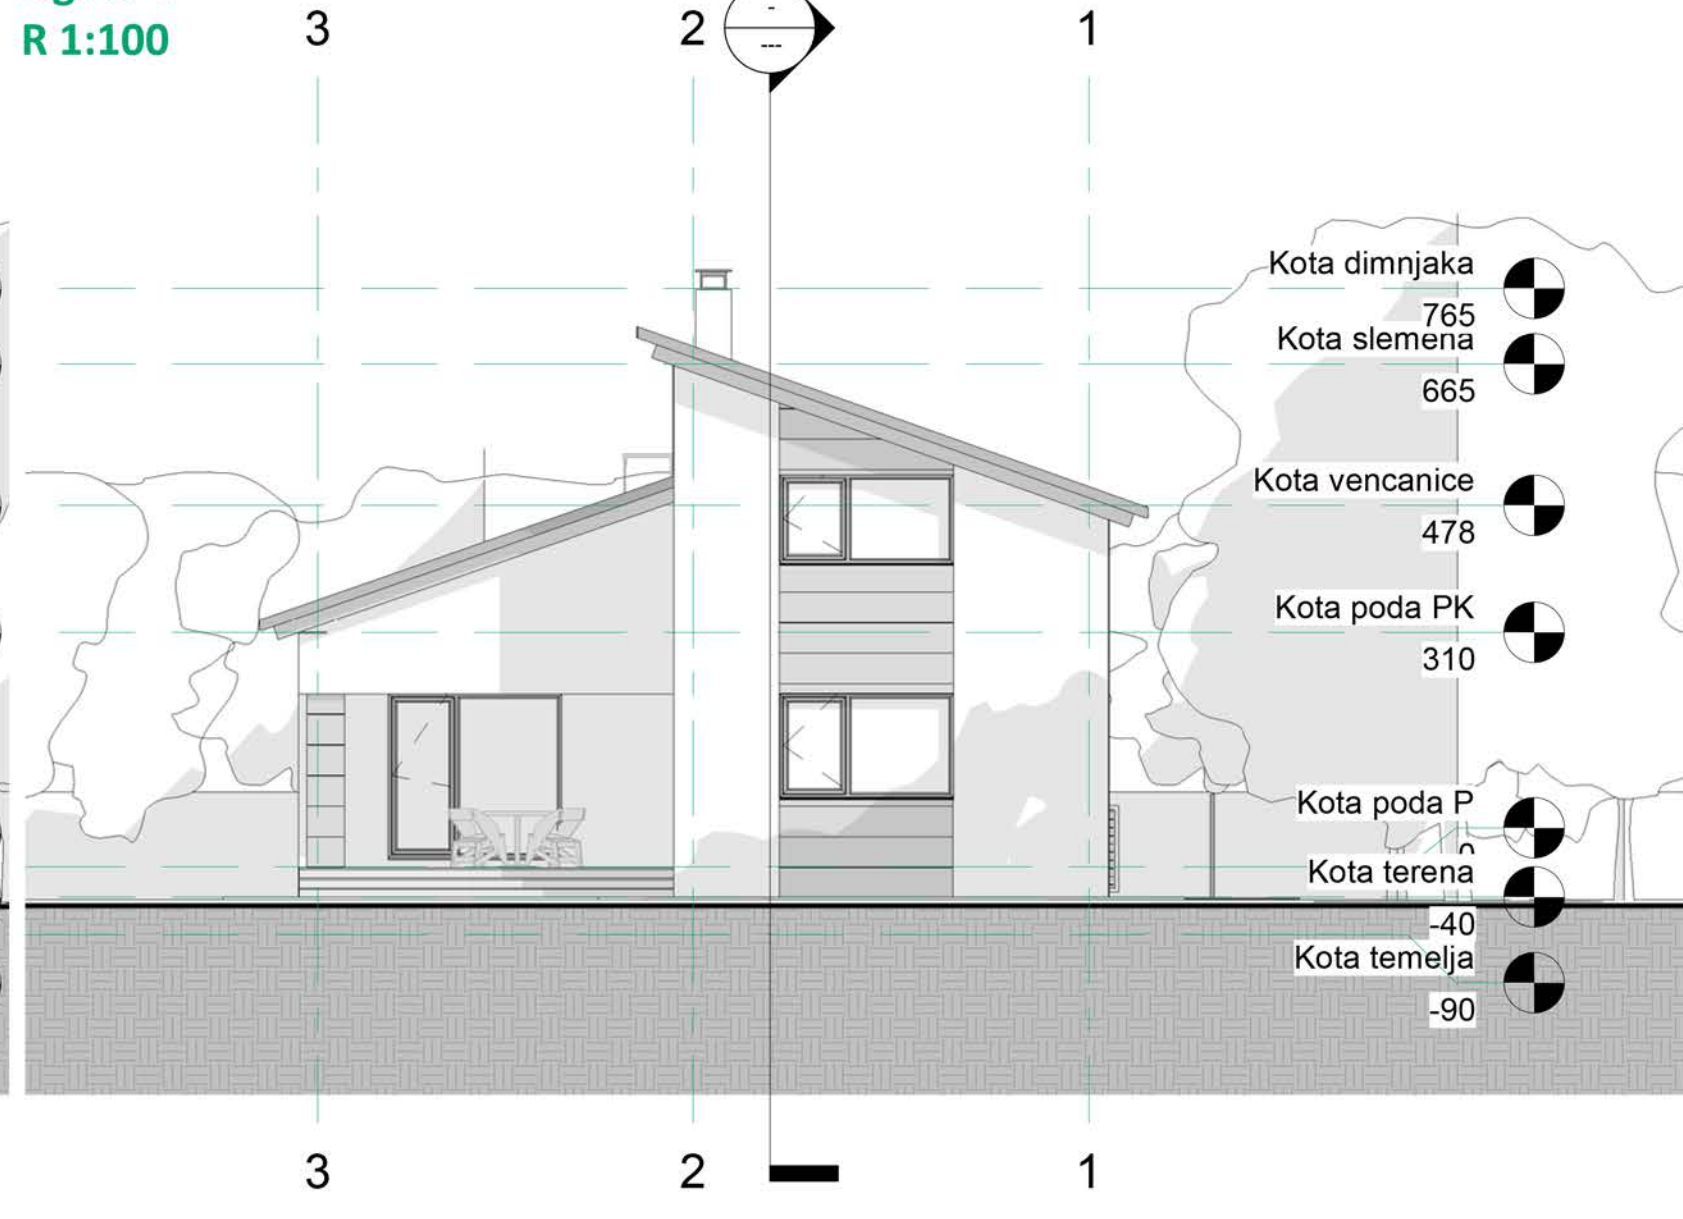 R 1:100
3 2 - 1
---
Kota dimnjaka
765
Kota slemena
665
Kota vencanice
478
Kota poda PK
310
Kota poda P
0
Kota terena
-40
Kota temelja
-90
3 2 1